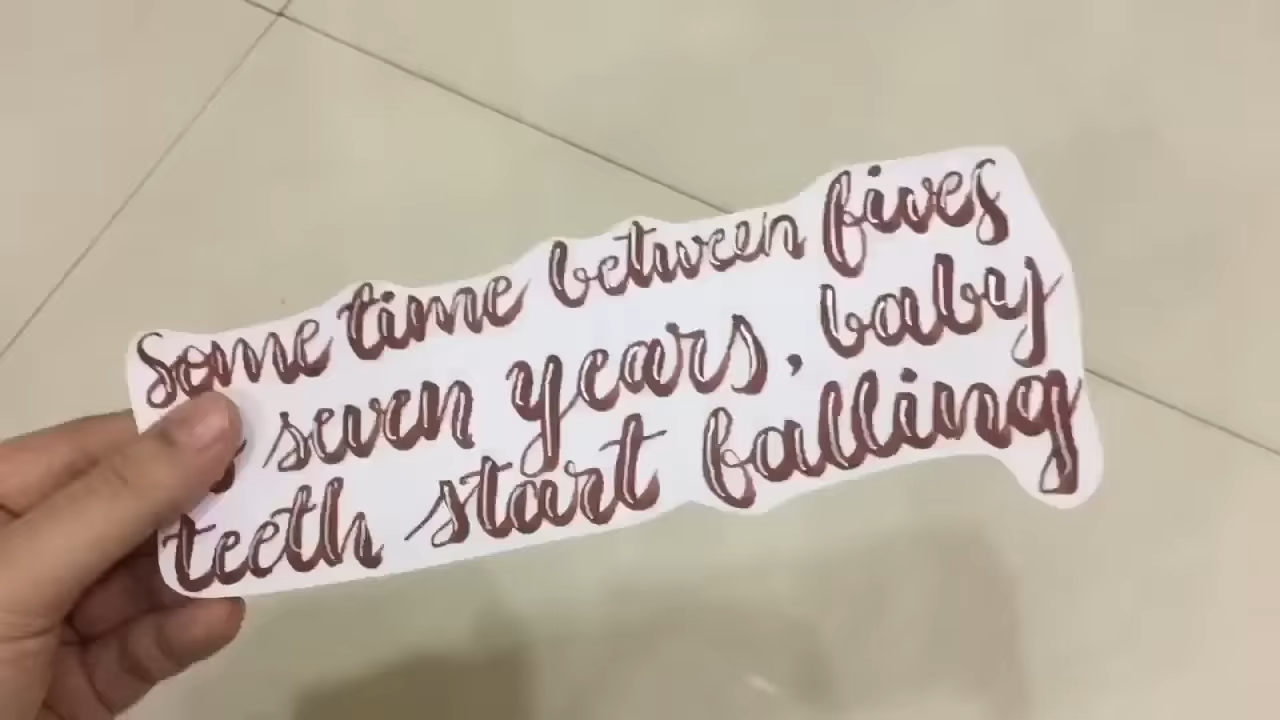 Some time between fives
seven years, baby
teeth start falling